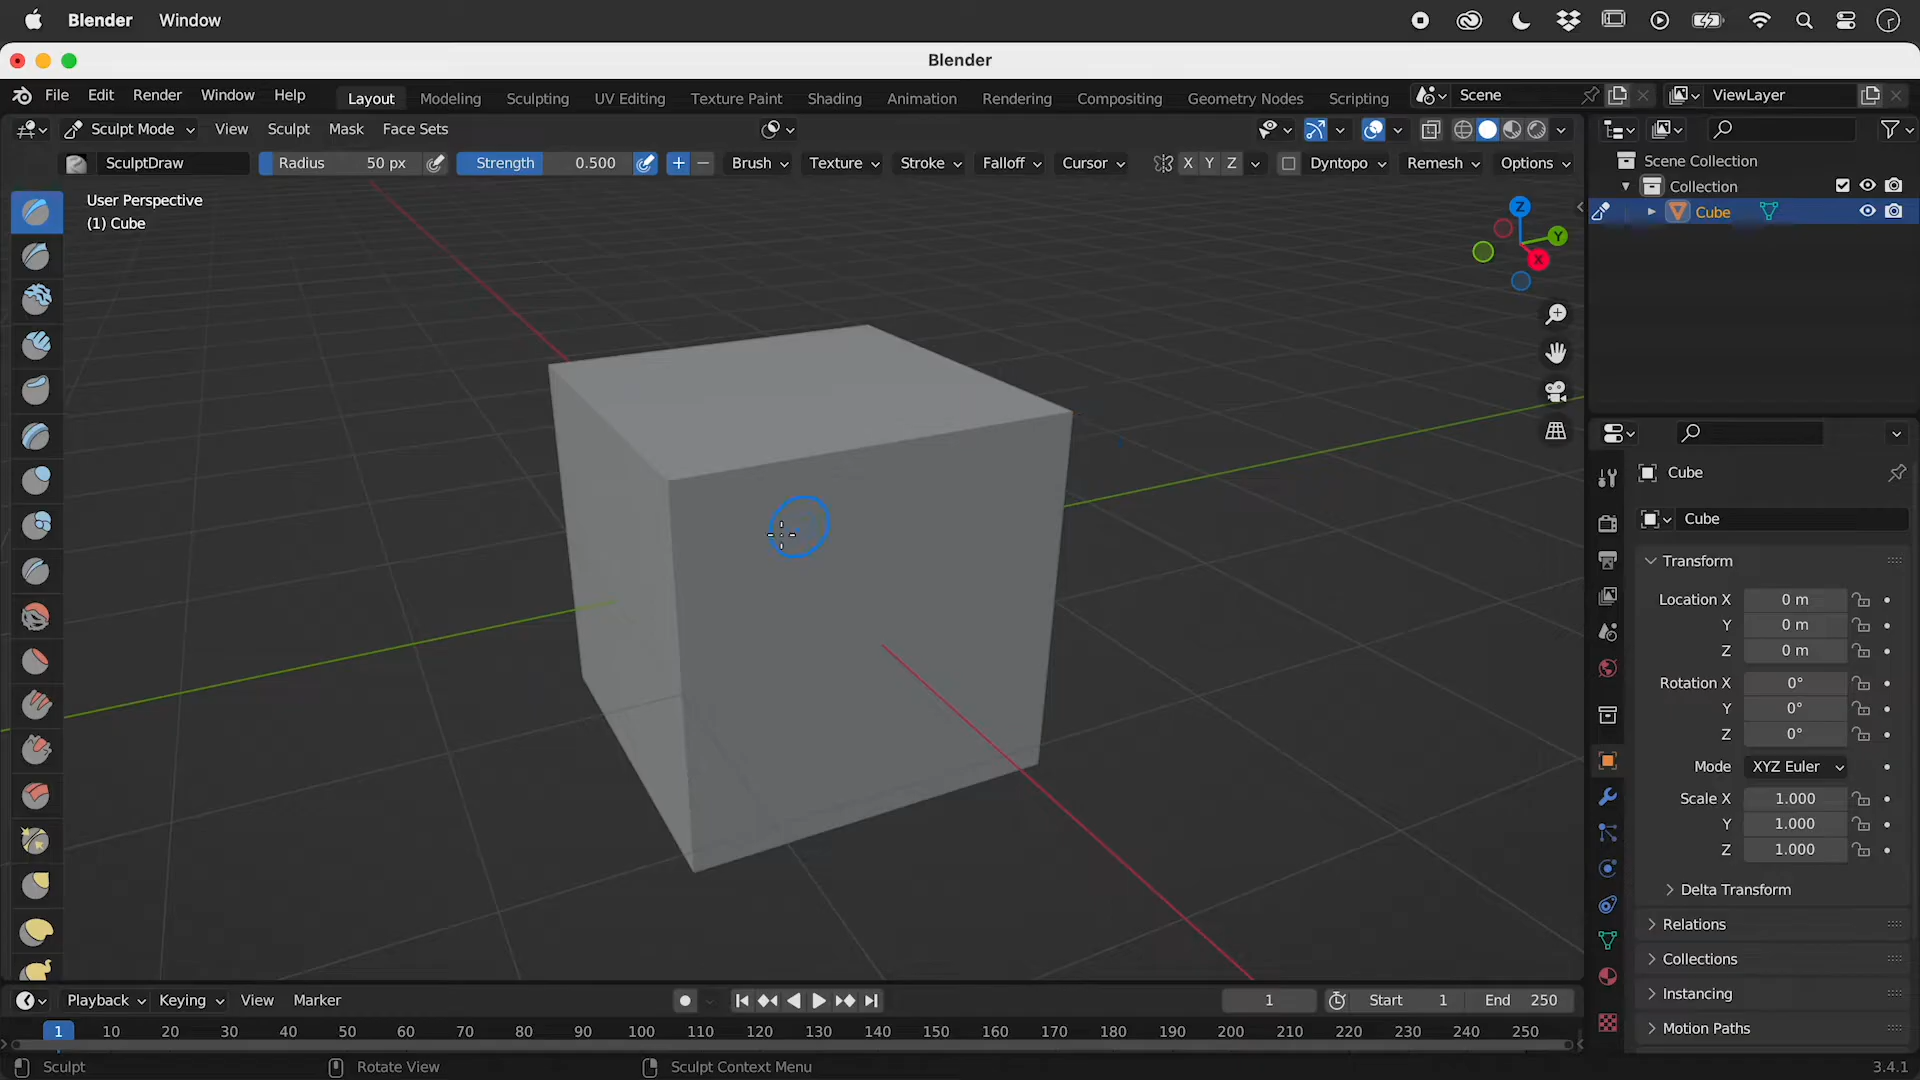 Blender Window
Blender
File Edit Render Window Help Layout Modeling Sculpting UV Editing Texture Paint Shading Animation Rendering Compositing Geometry Nodes Scripting Scene ViewLayer
Sculpt Mode View Sculpt Mask Face Sets
SculptDraw Radius 50 px Strength 0.500 + − Brush Texture Stroke Falloff Cursor X Y Z Dyntopo Remesh Options
Scene Collection
Collection
Cube
User Perspective
(1) Cube
Z
Y
X
Cube
Cube
Transform
Location X 0 m
Y 0 m
Z 0 m
Rotation X 0°
Y 0°
Z 0°
Mode XYZ Euler
Scale X 1.000
Y 1.000
Z 1.000
Delta Transform
Relations
Collections
Instancing
Motion Paths
Playback Keying View Marker 1 Start 1 End 250
1 10 20 30 40 50 60 70 80 90 100 110 120 130 140 150 160 170 180 190 200 210 220 230 240 250
Sculpt Rotate View Sculpt Context Menu 3.4.1